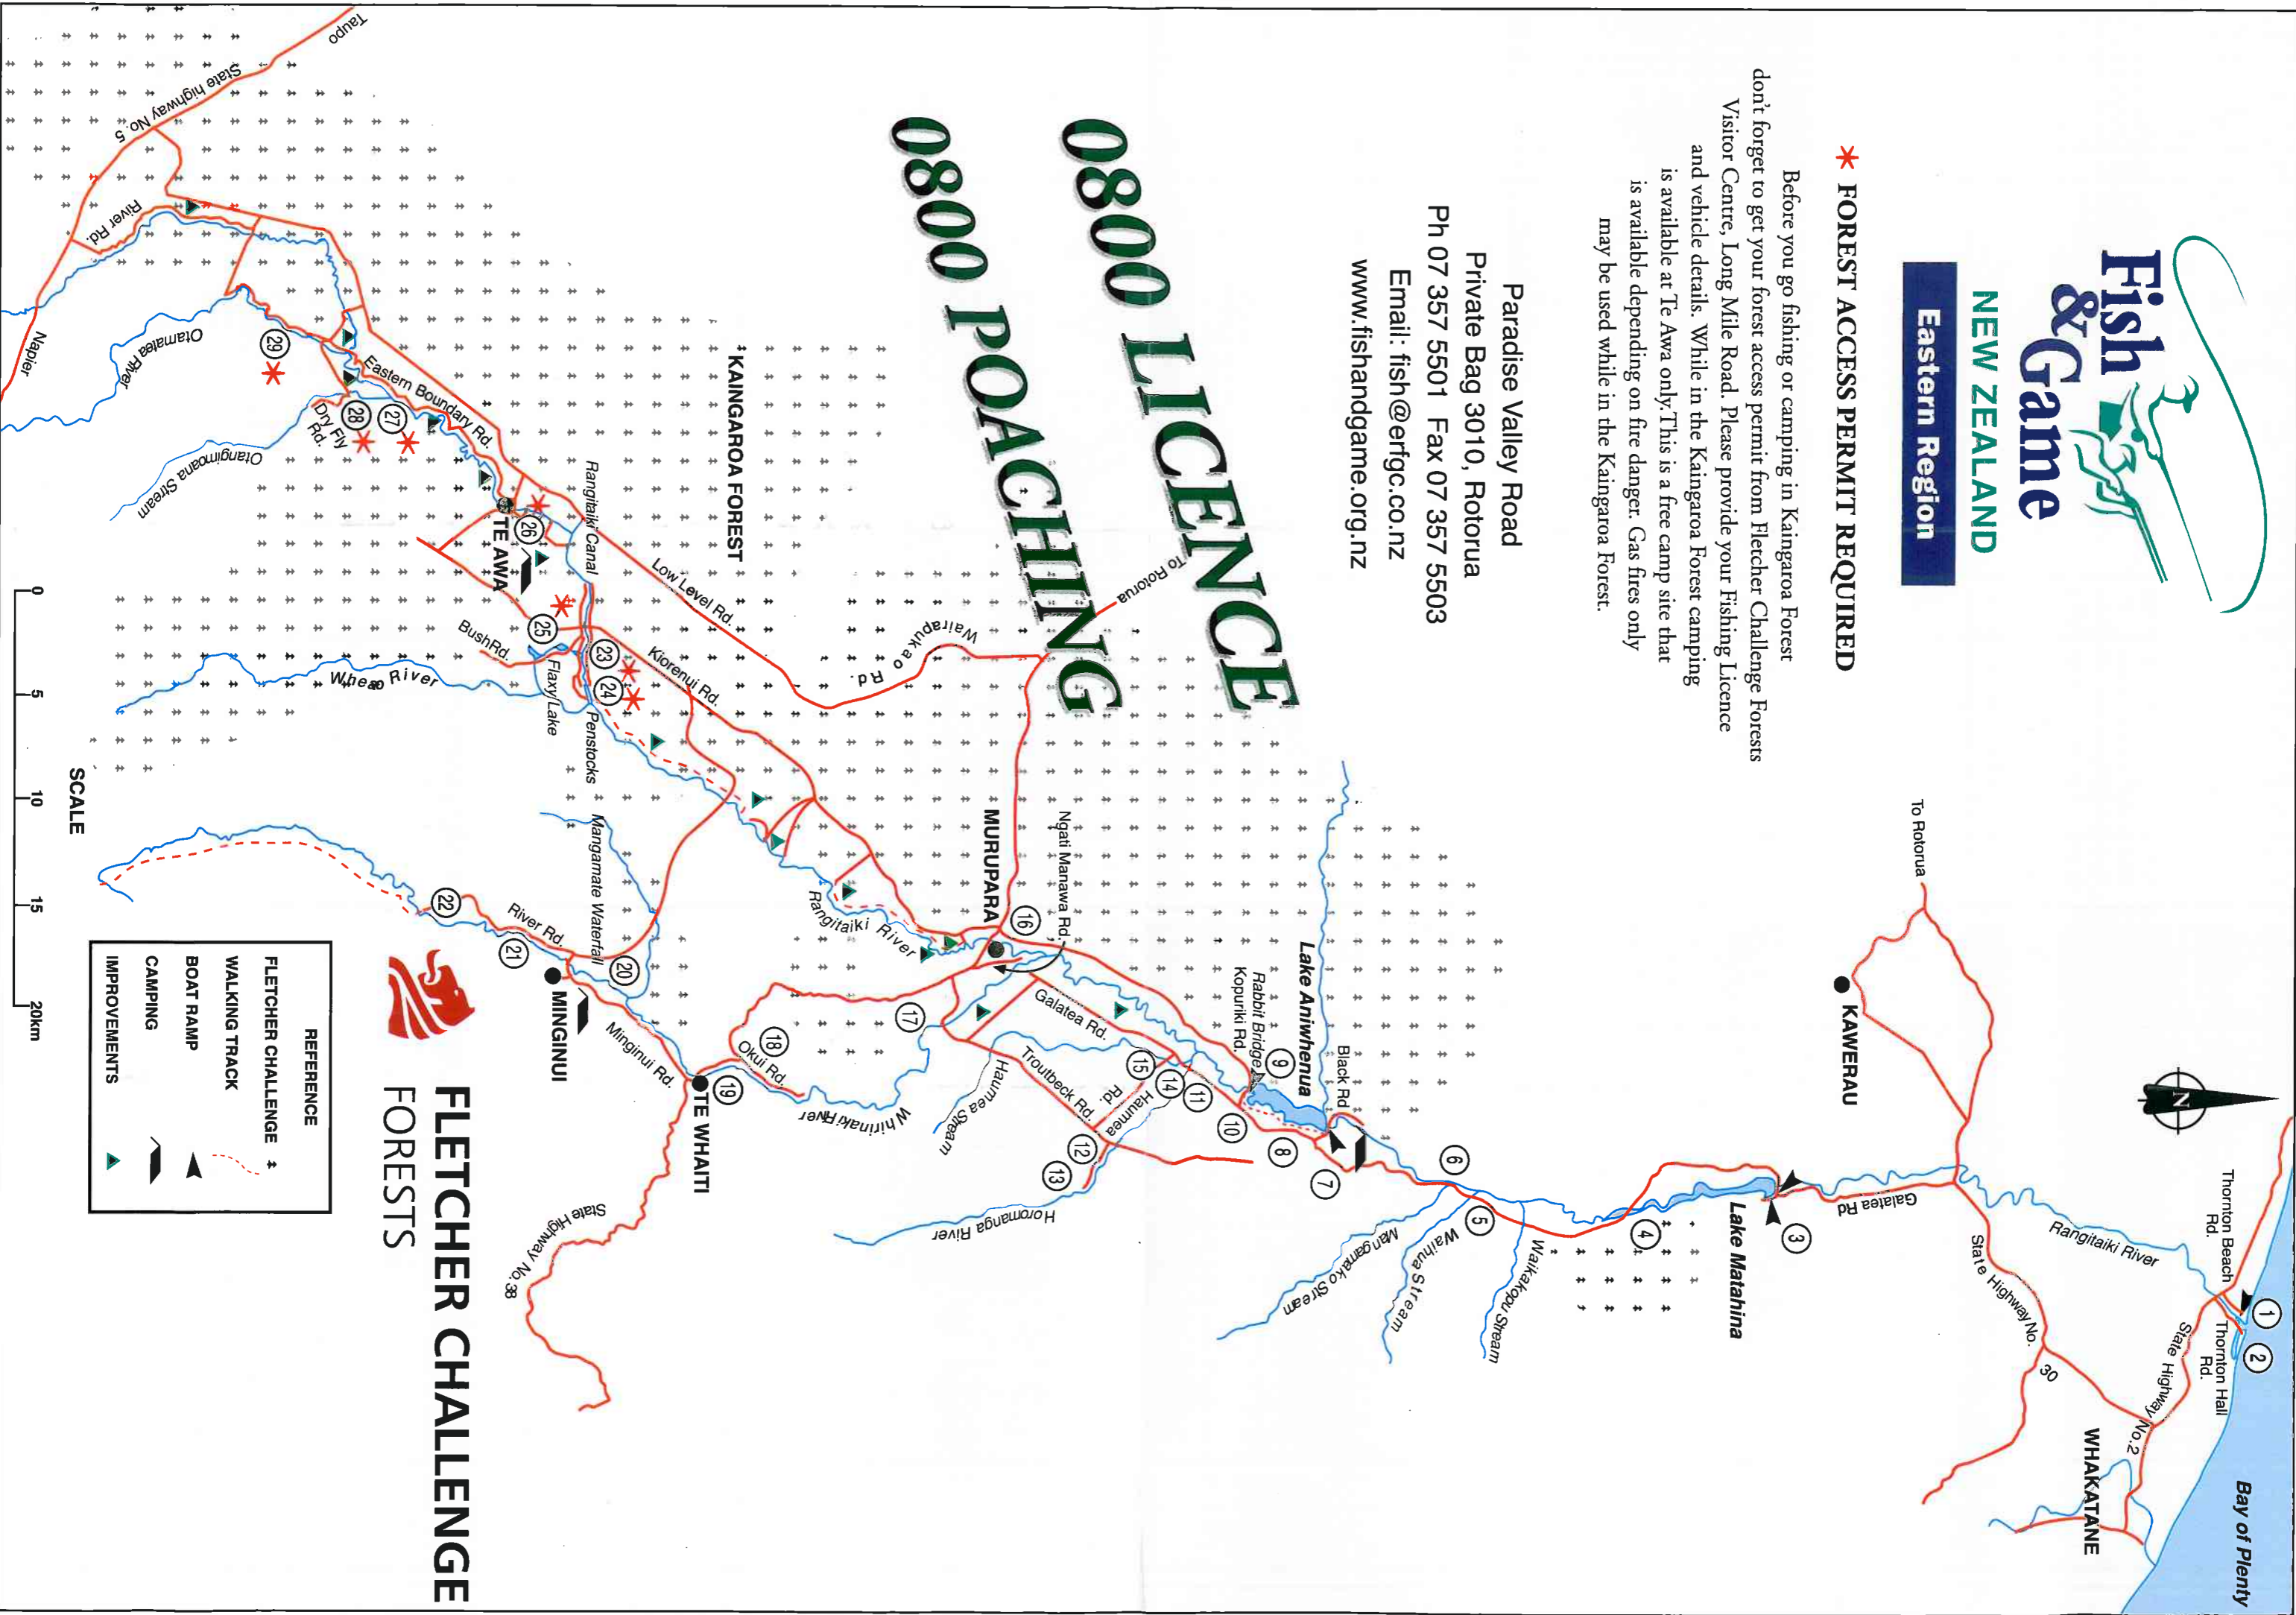 Fish
&Game
NEW ZEALAND
Eastern Region
* FOREST ACCESS PERMIT REQUIRED
Before you go fishing or camping in Kaingaroa Forest
don't forget to get your forest access permit from Fletcher Challenge Forests
Visitor Centre, Long Mile Road. Please provide your Fishing Licence
and vehicle details. While in the Kaingaroa Forest camping
is available at Te Awa only. This is a free camp site that
is available depending on fire danger. Gas fires only
may be used while in the Kaingaroa Forest.
Paradise Valley Road
Private Bag 3010, Rotorua
Ph 07 357 5501 Fax 07 357 5503
Email: fish@erfgc.co.nz
www.fishandgame.org.nz
0800 LICENCE
0800 POACHING
N
Bay of Plenty
1
2
Thornton Beach
Rd.
Thornton Hall
Rd.
State Highway No.2
WHAKATANE
Rangitaiki River
State Highway No.
30
To Rotorua
KAWERAU
Galatea Rd
3
Lake Matahina
4
Waikakopu Stream
5
Waihua Stream
Mangamako Stream
6
7
Black Rd
8
Lake Aniwhenua
9
Rabbit Bridge
Kopuriki Rd.
10
11
14
15
Haumea
Rd.
12
13
Horomanga River
Troutbeck Rd.
Galatea Rd.
Haumea Stream
Ngati Manawa Rd.
16
MURUPARA
To Rotorua
Wairapukao
Rd.
Rangitaiki River
17
Whirinaki River
18
Okui Rd.
19
TE WHAITI
State Highway No.38
Minginui Rd.
20
MINGINUI
Mangamate Waterfall
River Rd.
21
22
KAINGAROA FOREST
Low Level Rd.
Kiorenui Rd.
Rangitaiki Canal
23
24
Penstocks
Flaxy Lake
25
Bush Rd.
Wheao River
26
TE AWA
Eastern Boundary Rd.
27
28
Dry Fly
Rd.
Otangimoana Stream
29
Otamatea River
River Rd.
State highway No.5
Taupo
Napier
FLETCHER CHALLENGE
FORESTS
REFERENCE
FLETCHER CHALLENGE
WALKING TRACK
BOAT RAMP
CAMPING
IMPROVEMENTS
SCALE
0
5
10
15
20km